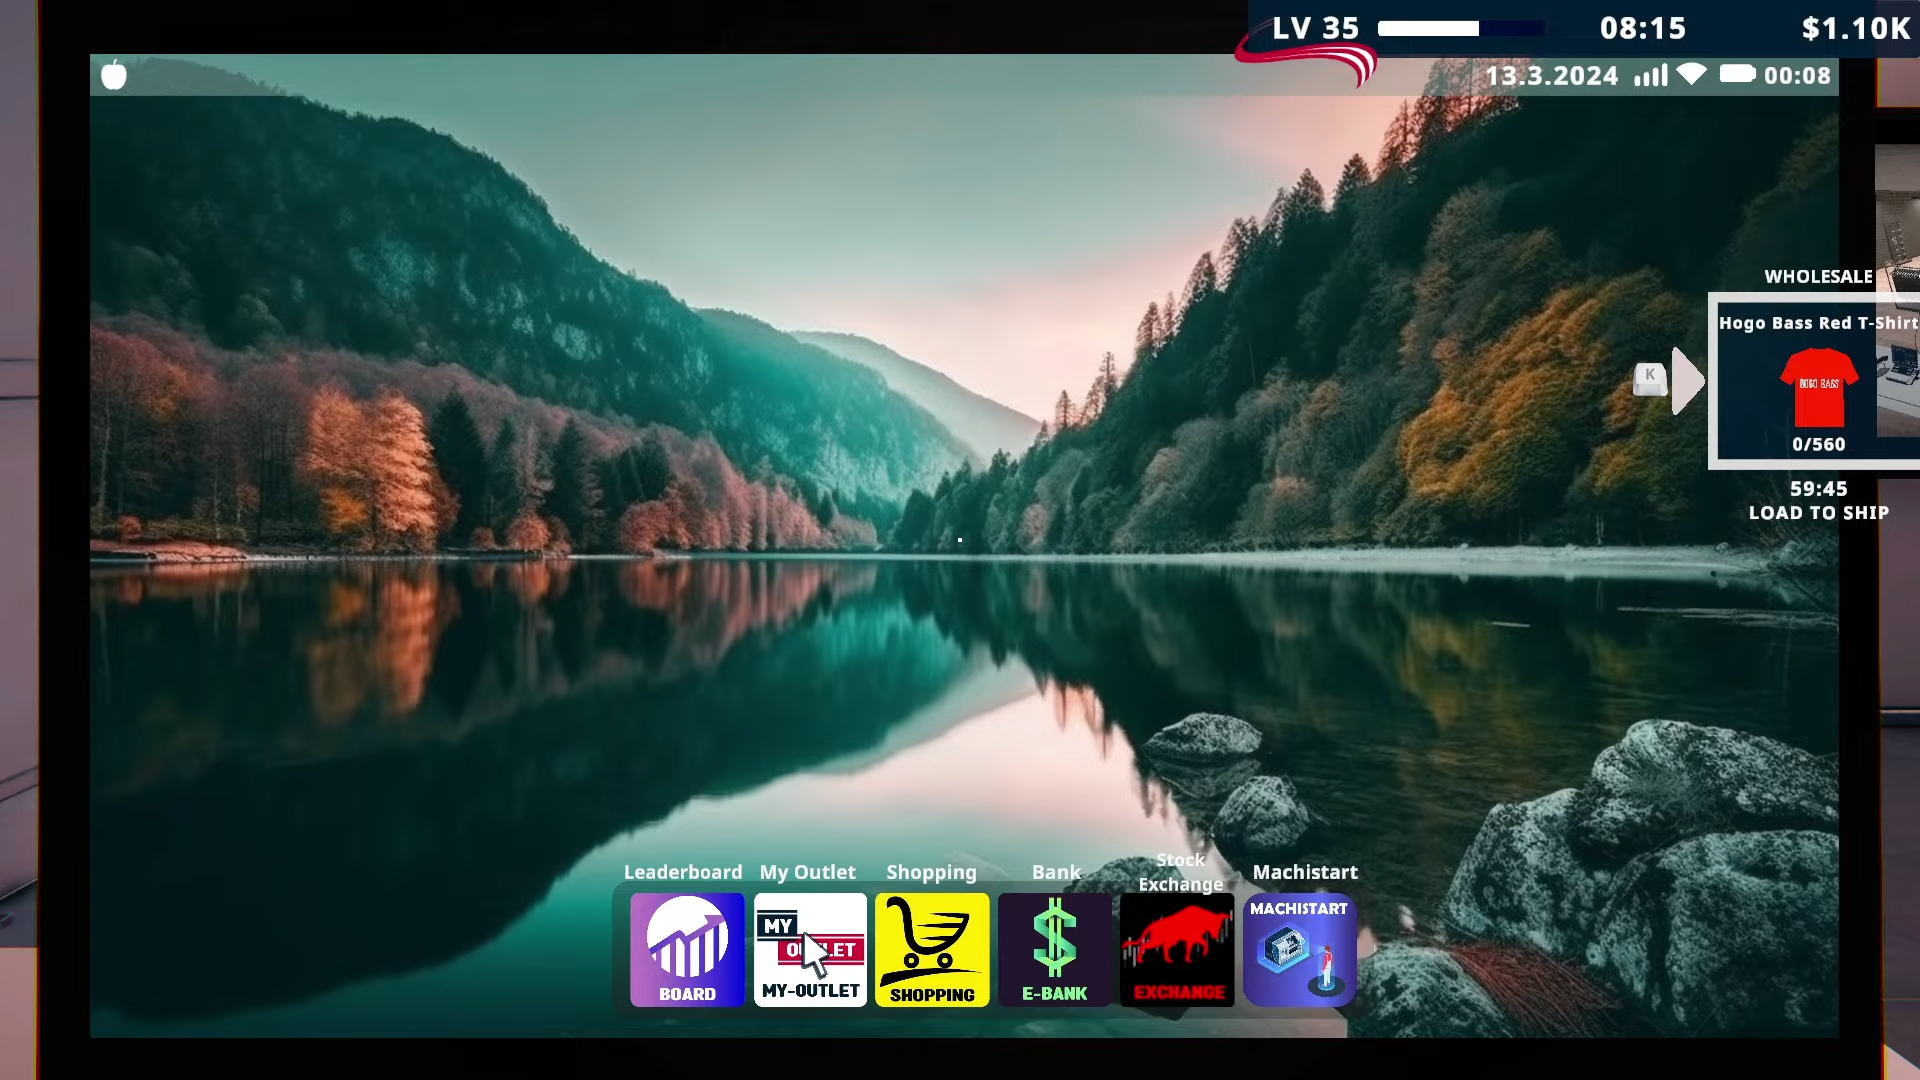 LV 35
08:15
$1.10K
13.3.2024
00:08
WHOLESALE
Hogo Bass Red T-Shirt
K
HOGO BASS
0/560
59:45
LOAD TO SHIP
Leaderboard
My Outlet
Shopping
Bank
Stock
Exchange
Machistart
BOARD
MY
MY-OUTLET
SHOPPING
E-BANK
EXCHANGE
MACHISTART